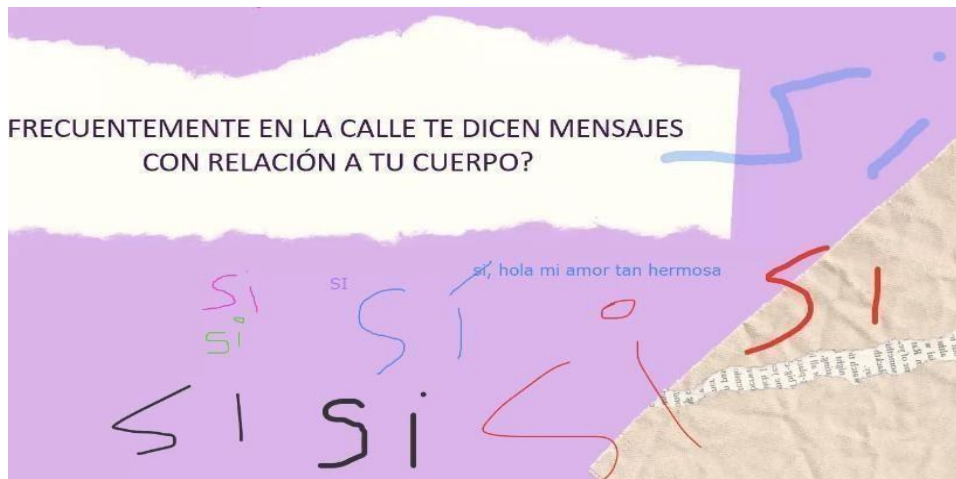 FRECUENTEMENTE EN LA CALLE TE DICEN MENSAJES
CON RELACIÓN A TU CUERPO?
Si
si, hola mi amor tan hermosa
Si
SI
SÍ
Si
si
SI
Si
Si